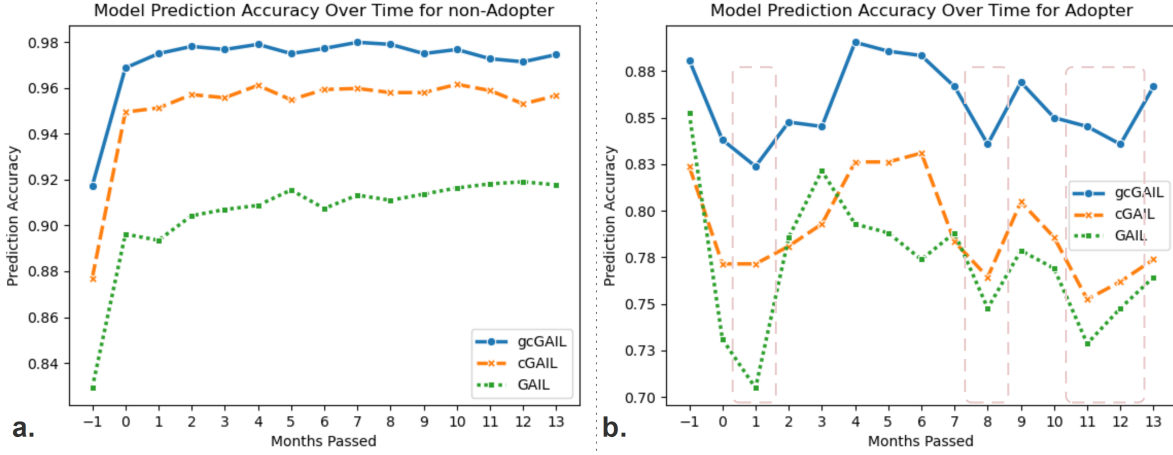 Model Prediction Accuracy Over Time for non-Adopter
Prediction Accuracy
0.98
0.96
0.94
0.92
0.90
0.88
0.86
0.84
gcGAIL
cGAIL
GAIL
−1 0 1 2 3 4 5 6 7 8 9 10 11 12 13
Months Passed
a.
Model Prediction Accuracy Over Time for Adopter
Prediction Accuracy
0.88
0.85
0.83
0.80
0.78
0.75
0.73
0.70
gcGAIL
cGAIL
GAIL
−1 0 1 2 3 4 5 6 7 8 9 10 11 12 13
Months Passed
b.